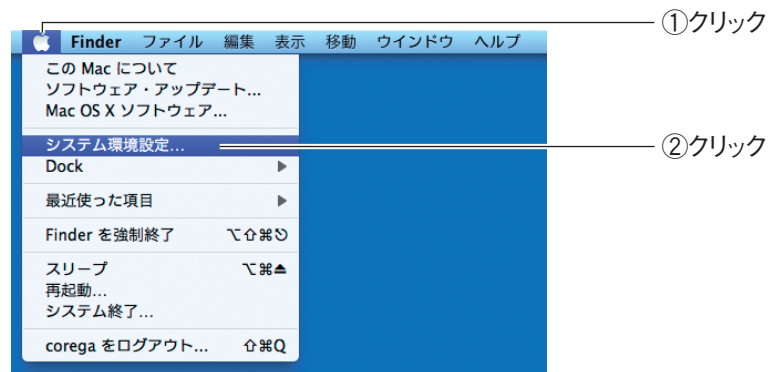 ①クリック
Finder ファイル 編集 表示 移動 ウインドウ ヘルプ
この Mac について
ソフトウェア・アップデート...
Mac OS X ソフトウェア...
システム環境設定...
②クリック
Dock ▶
最近使った項目 ▶
Finder を強制終了 ⌥⇧⌘⎋
スリープ ⌥⌘⏏
再起動...
システム終了...
corega をログアウト... ⇧⌘Q